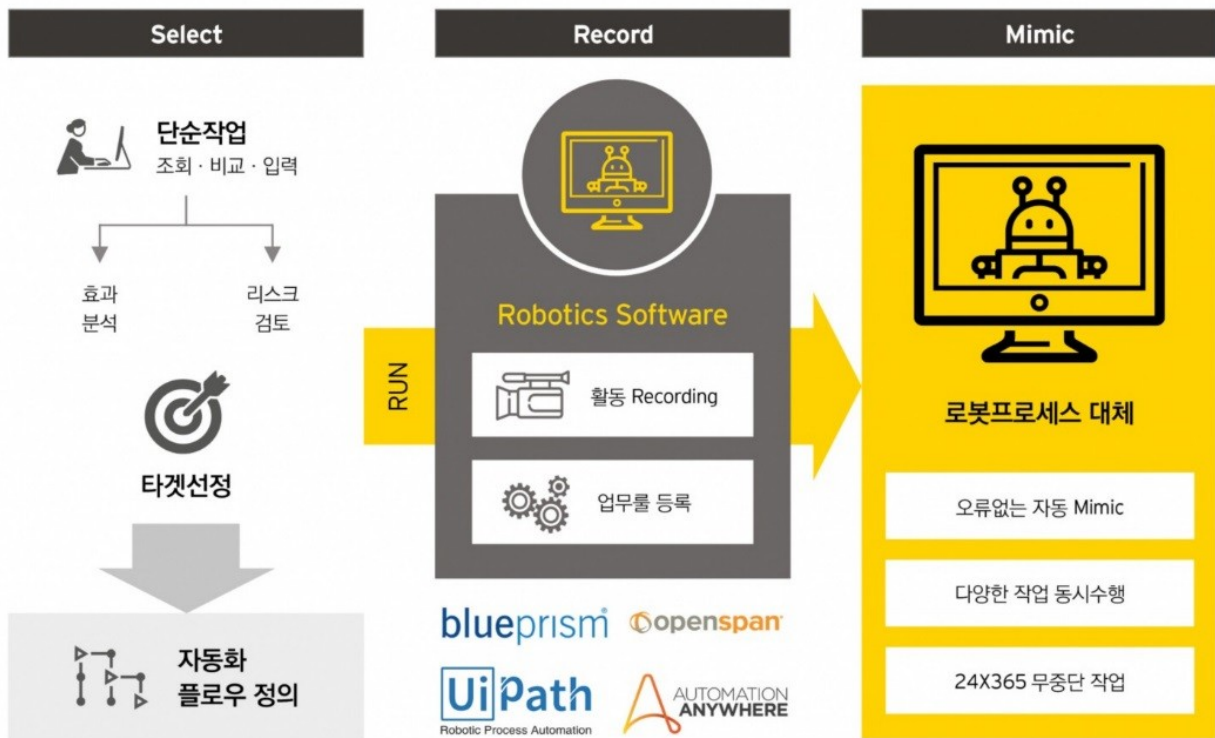 Select
단순작업
조회 · 비교 · 입력
효과
분석
리스크
검토
타겟선정
자동화
플로우 정의
RUN
Record
Robotics Software
활동 Recording
업무룰 등록
blueprism®
openspan
UiPath
Robotic Process Automation
AUTOMATION
ANYWHERE
Mimic
로봇프로세스 대체
오류없는 자동 Mimic
다양한 작업 동시수행
24X365 무중단 작업